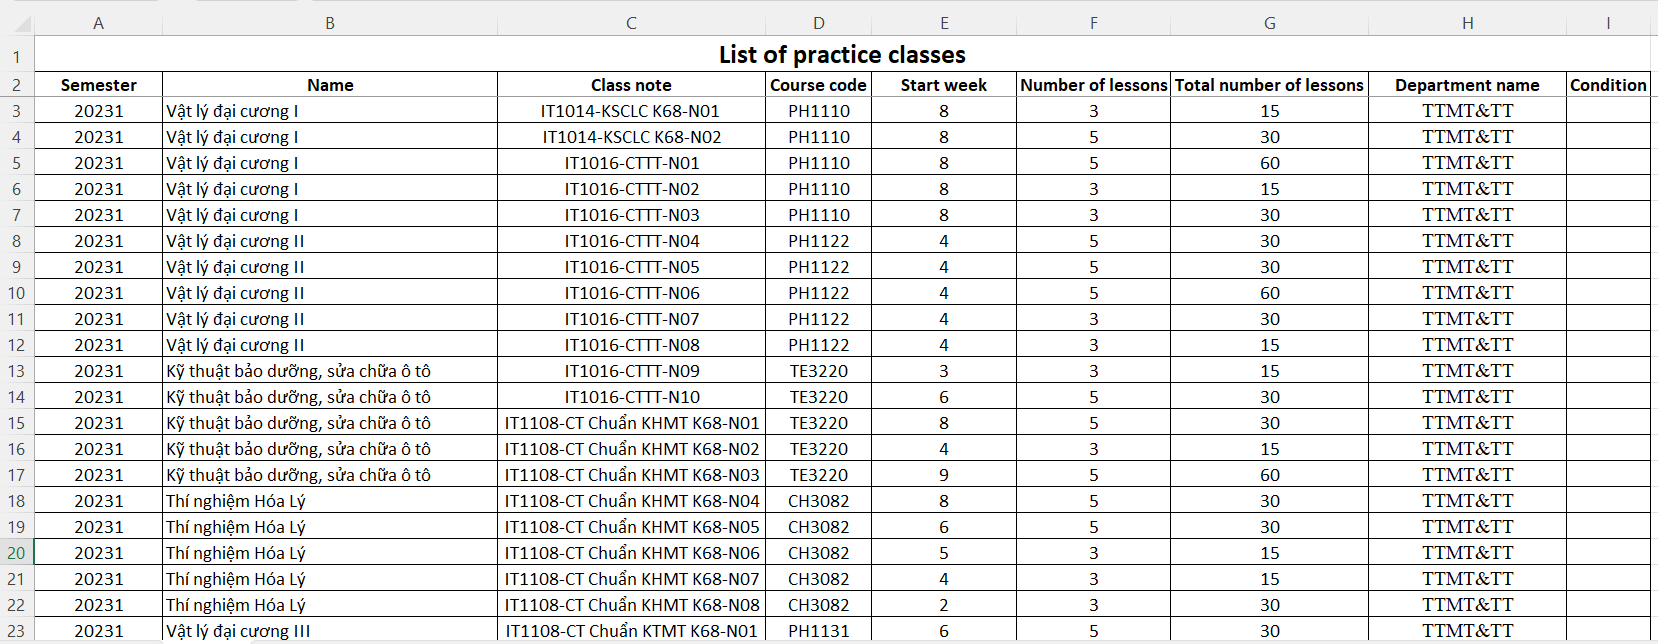 A B C D E F G H I
1 List of practice classes
2 Semester Name Class note Course code Start week Number of lessons Total number of lessons Department name Condition
3 20231 Vật lý đại cương I IT1014-KSCLC K68-N01 PH1110 8 3 15 TTMT&TT
4 20231 Vật lý đại cương I IT1014-KSCLC K68-N02 PH1110 8 5 30 TTMT&TT
5 20231 Vật lý đại cương I IT1016-CTTT-N01 PH1110 8 5 60 TTMT&TT
6 20231 Vật lý đại cương I IT1016-CTTT-N02 PH1110 8 3 15 TTMT&TT
7 20231 Vật lý đại cương I IT1016-CTTT-N03 PH1110 8 3 30 TTMT&TT
8 20231 Vật lý đại cương II IT1016-CTTT-N04 PH1122 4 5 30 TTMT&TT
9 20231 Vật lý đại cương II IT1016-CTTT-N05 PH1122 4 5 30 TTMT&TT
10 20231 Vật lý đại cương II IT1016-CTTT-N06 PH1122 4 5 60 TTMT&TT
11 20231 Vật lý đại cương II IT1016-CTTT-N07 PH1122 4 3 30 TTMT&TT
12 20231 Vật lý đại cương II IT1016-CTTT-N08 PH1122 4 3 15 TTMT&TT
13 20231 Kỹ thuật bảo dưỡng, sửa chữa ô tô IT1016-CTTT-N09 TE3220 3 3 15 TTMT&TT
14 20231 Kỹ thuật bảo dưỡng, sửa chữa ô tô IT1016-CTTT-N10 TE3220 6 5 30 TTMT&TT
15 20231 Kỹ thuật bảo dưỡng, sửa chữa ô tô IT1108-CT Chuẩn KHMT K68-N01 TE3220 8 5 30 TTMT&TT
16 20231 Kỹ thuật bảo dưỡng, sửa chữa ô tô IT1108-CT Chuẩn KHMT K68-N02 TE3220 4 3 15 TTMT&TT
17 20231 Kỹ thuật bảo dưỡng, sửa chữa ô tô IT1108-CT Chuẩn KHMT K68-N03 TE3220 9 5 60 TTMT&TT
18 20231 Thí nghiệm Hóa Lý IT1108-CT Chuẩn KHMT K68-N04 CH3082 8 5 30 TTMT&TT
19 20231 Thí nghiệm Hóa Lý IT1108-CT Chuẩn KHMT K68-N05 CH3082 6 5 30 TTMT&TT
20 20231 Thí nghiệm Hóa Lý IT1108-CT Chuẩn KHMT K68-N06 CH3082 5 3 15 TTMT&TT
21 20231 Thí nghiệm Hóa Lý IT1108-CT Chuẩn KHMT K68-N07 CH3082 4 3 15 TTMT&TT
22 20231 Thí nghiệm Hóa Lý IT1108-CT Chuẩn KHMT K68-N08 CH3082 2 3 30 TTMT&TT
23 20231 Vật lý đại cương III IT1108-CT Chuẩn KTMT K68-N01 PH1131 6 5 30 TTMT&TT